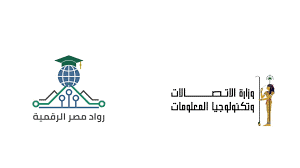 وزارة الاتصالات
وتكنولوجيا المعلومات
رواد مصر الرقمية